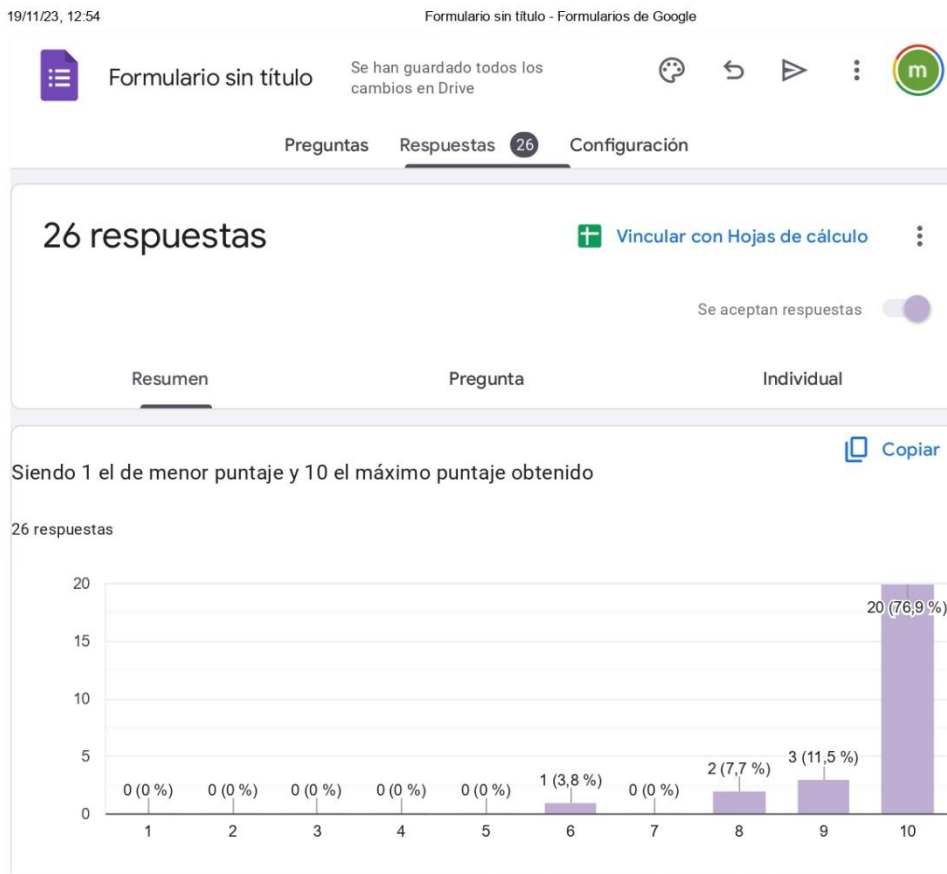 19/11/23, 12:54 Formulario sin título - Formularios de Google
Formulario sin título
Se han guardado todos los
cambios en Drive
m
Preguntas Respuestas 26 Configuración
26 respuestas
Vincular con Hojas de cálculo
Se aceptan respuestas
Resumen Pregunta Individual
Copiar
Siendo 1 el de menor puntaje y 10 el máximo puntaje obtenido
26 respuestas
20
20 (76,9 %)
15
10
5
3 (11,5 %)
2 (7,7 %)
1 (3,8 %)
0 (0 %) 0 (0 %) 0 (0 %) 0 (0 %) 0 (0 %) 0 (0 %)
0
1 2 3 4 5 6 7 8 9 10